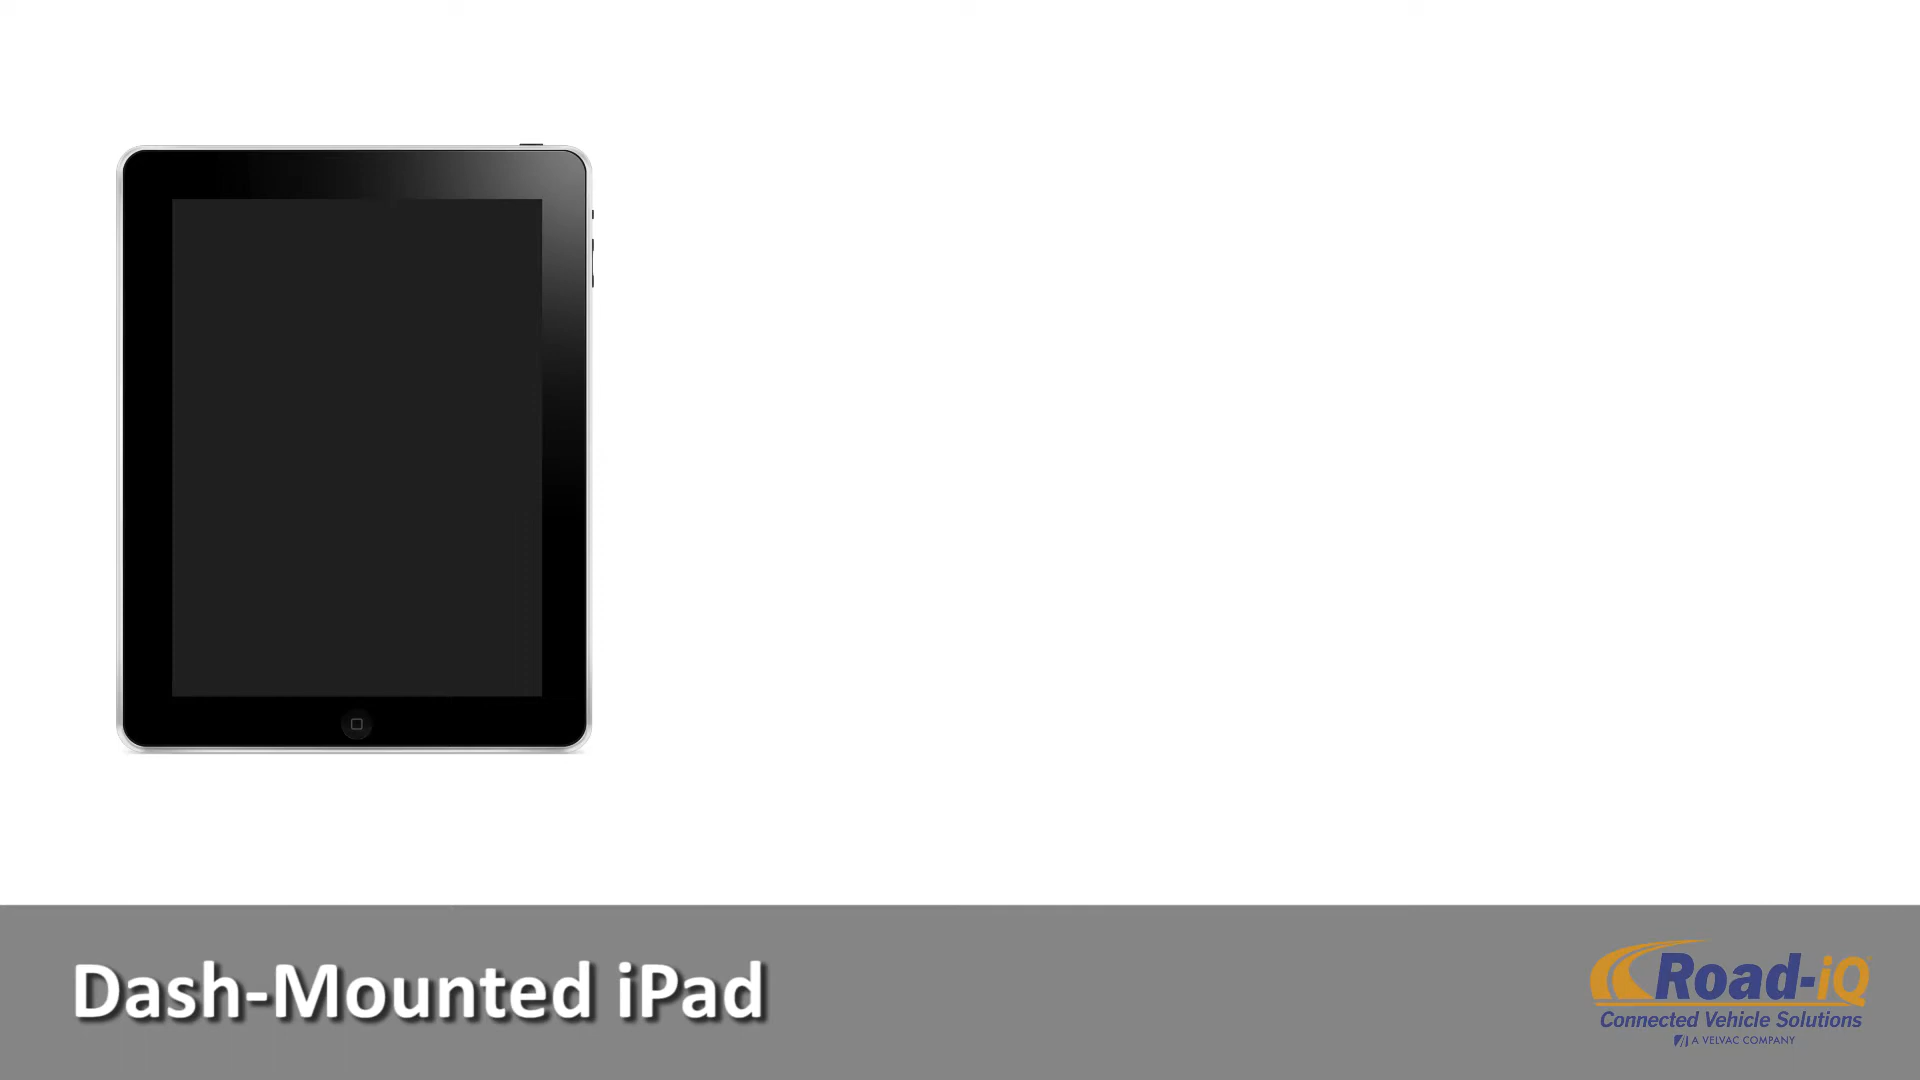 Dash-Mounted iPad
Road-iQ
Connected Vehicle Solutions
A VELVAC COMPANY